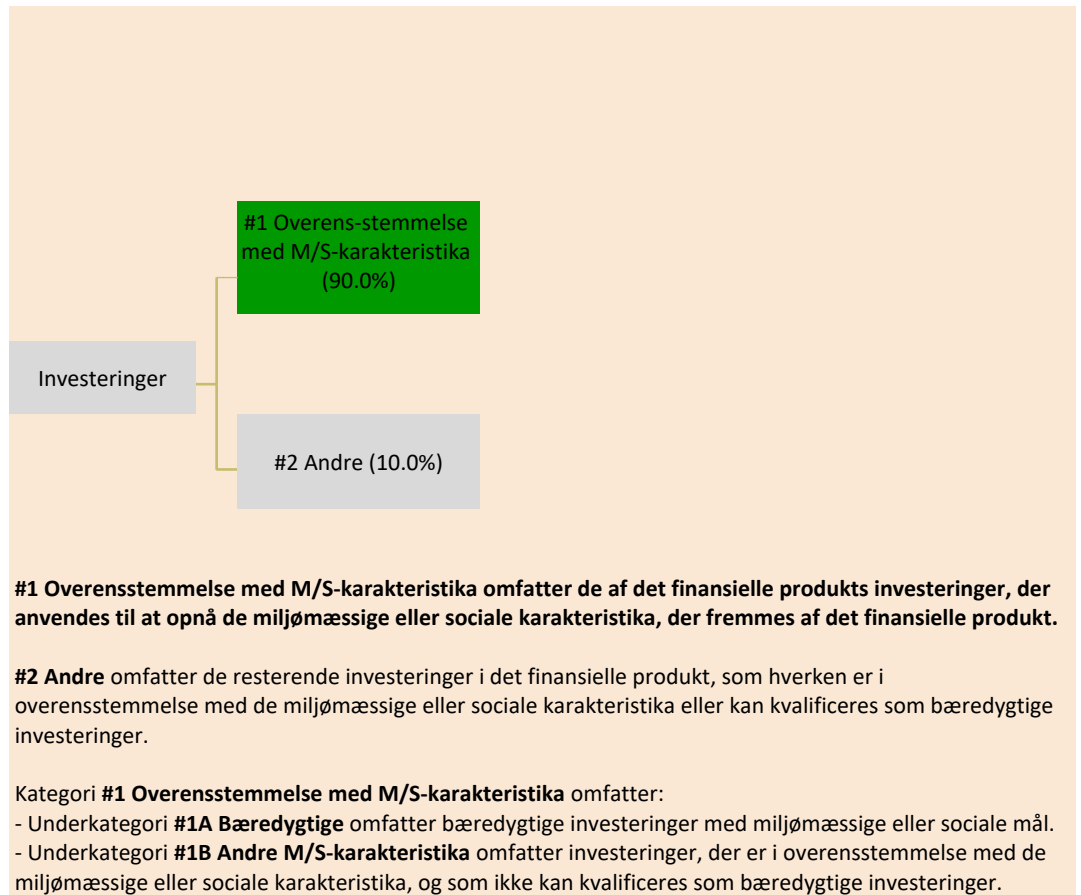 #1 Overens-stemmelse
med M/S-karakteristika
(90.0%)
Investeringer
#2 Andre (10.0%)
#1 Overensstemmelse med M/S-karakteristika omfatter de af det finansielle produkts investeringer, der
anvendes til at opnå de miljømæssige eller sociale karakteristika, der fremmes af det finansielle produkt.
#2 Andre omfatter de resterende investeringer i det finansielle produkt, som hverken er i
overensstemmelse med de miljømæssige eller sociale karakteristika eller kan kvalificeres som bæredygtige
investeringer.
Kategori #1 Overensstemmelse med M/S-karakteristika omfatter:
- Underkategori #1A Bæredygtige omfatter bæredygtige investeringer med miljømæssige eller sociale mål.
- Underkategori #1B Andre M/S-karakteristika omfatter investeringer, der er i overensstemmelse med de
miljømæssige eller sociale karakteristika, og som ikke kan kvalificeres som bæredygtige investeringer.